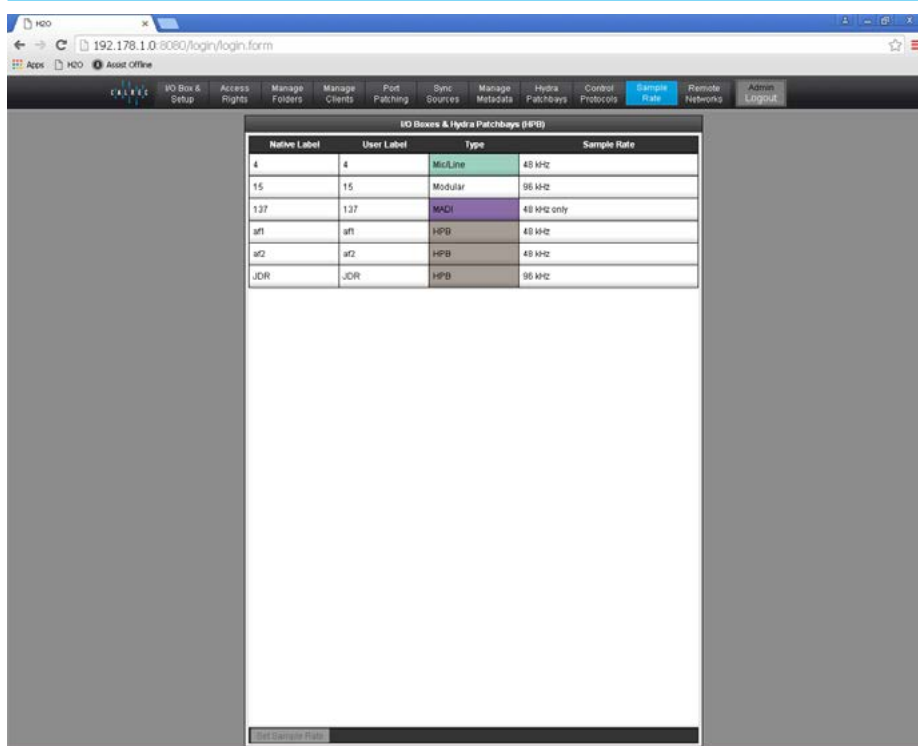 H2O
192.178.1.0:8080/login/login.form
Apps H2O Assist Offline
CALREC I/O Box & Setup Access Rights Manage Folders Manage Clients Port Patching Sync Sources Manage Metadata Hydra Patchbays Control Protocols Sample Rate Remote Networks Admin Logout
I/O Boxes & Hydra Patchbays (HPB)
Native Label User Label Type Sample Rate
4 4 Mic/Line 48 kHz
15 15 Modular 96 kHz
137 137 MADI 48 kHz only
af1 af1 HPB 48 kHz
af2 af2 HPB 48 kHz
JDR JDR HPB 96 kHz
Set Sample Rate